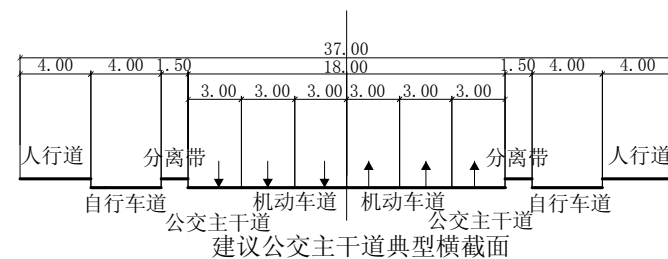 37.00
4.00 4.00 1.50 18.00 1.50 4.00 4.00
3.00 3.00 3.00 3.00 3.00 3.00
人行道 分离带 分离带 人行道
自行车道 机动车道 机动车道 自行车道
公交主干道 公交主干道
建议公交主干道典型横截面